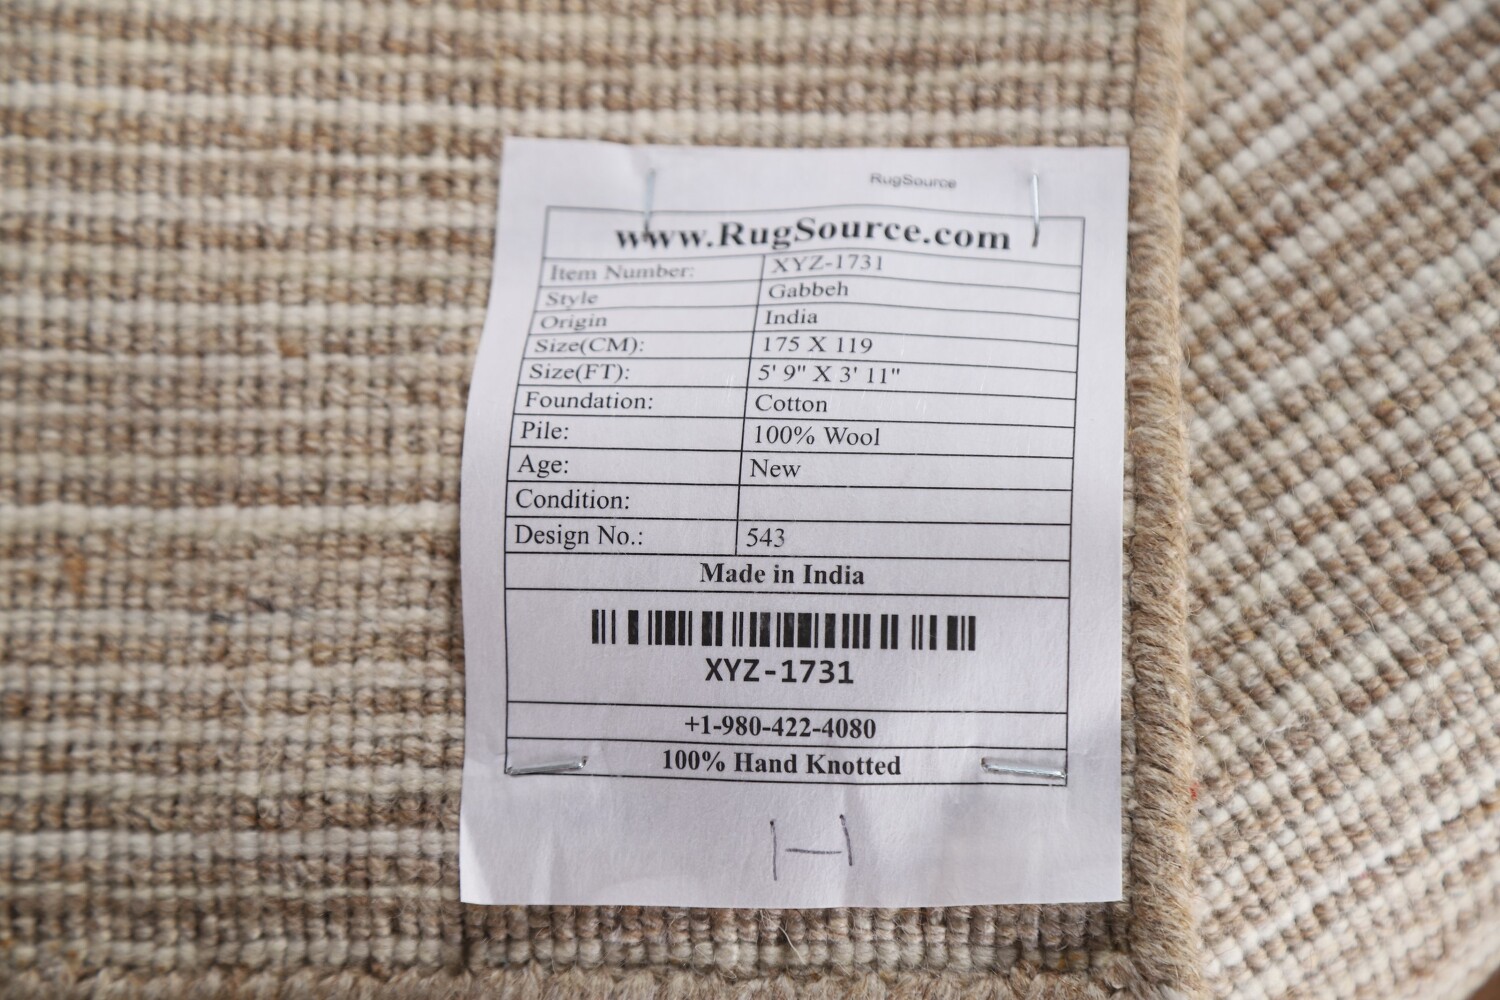 RugSource
www.RugSource.com
Item Number: XYZ-1731
Style Gabbeh
Origin India
Size(CM): 175 X 119
Size(FT): 5' 9" X 3' 11"
Foundation: Cotton
Pile: 100% Wool
Age: New
Condition:
Design No.: 543
Made in India
XYZ-1731
+1-980-422-4080
100% Hand Knotted
H